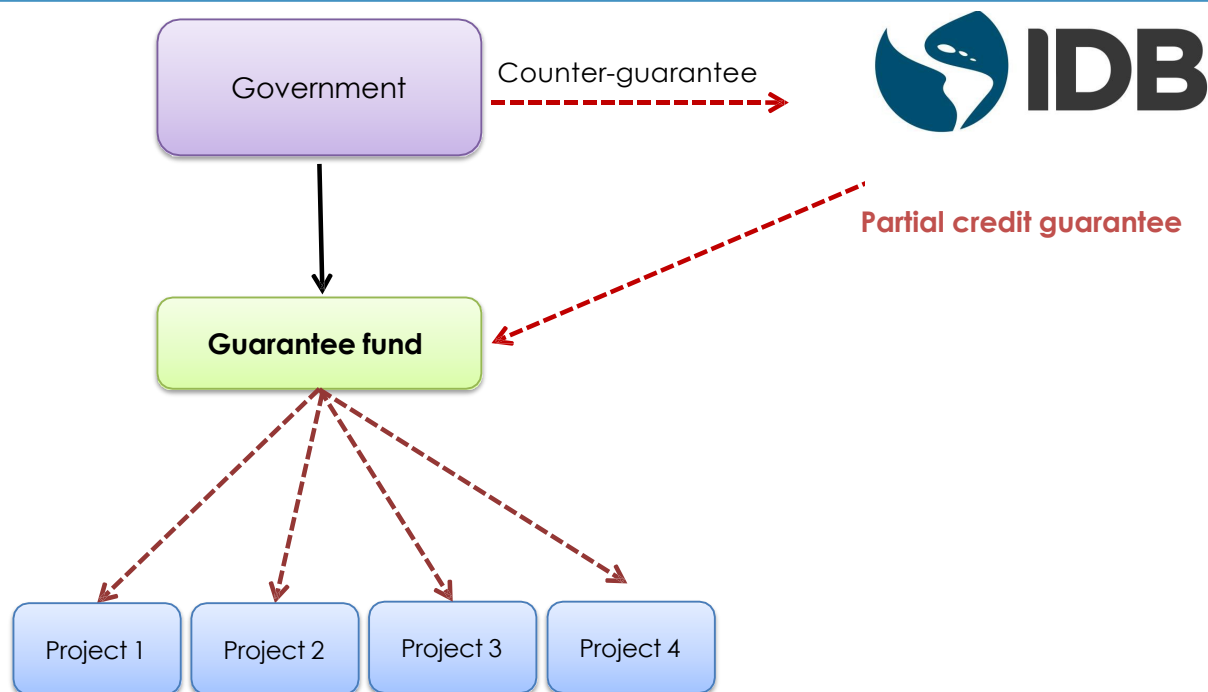 Government
Counter-guarantee
IDB
Partial credit guarantee
Guarantee fund
Project 1
Project 2
Project 3
Project 4